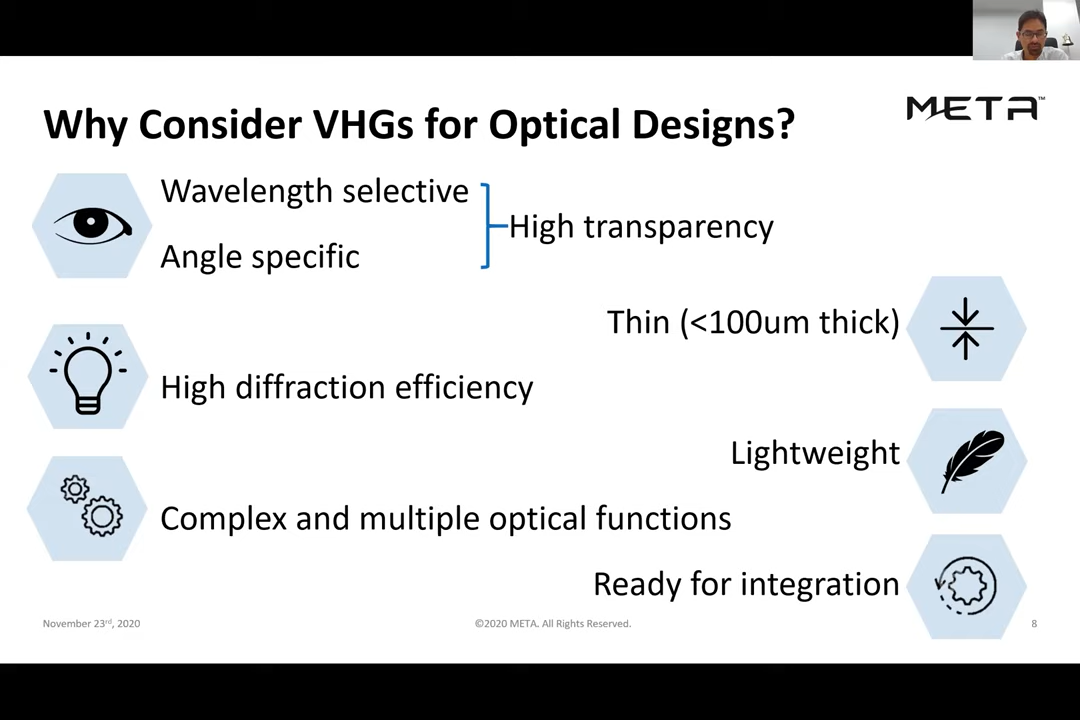 META™
Why Consider VHGs for Optical Designs?
Wavelength selective
Angle specific
High transparency
Thin (<100um thick)
High diffraction efficiency
Lightweight
Complex and multiple optical functions
Ready for integration
November 23rd, 2020
©2020 META. All Rights Reserved.
8